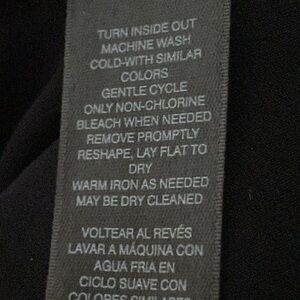 TURN INSIDE OUT
MACHINE WASH
COLD-WITH SIMILAR
COLORS
GENTLE CYCLE
ONLY NON-CHLORINE
BLEACH WHEN NEEDED
REMOVE PROMPTLY
RESHAPE, LAY FLAT TO
DRY
WARM IRON AS NEEDED
MAY BE DRY CLEANED
VOLTEAR AL REVÉS
LAVAR A MÁQUINA CON
AGUA FRIA EN
CICLO SUAVE CON
COLORES